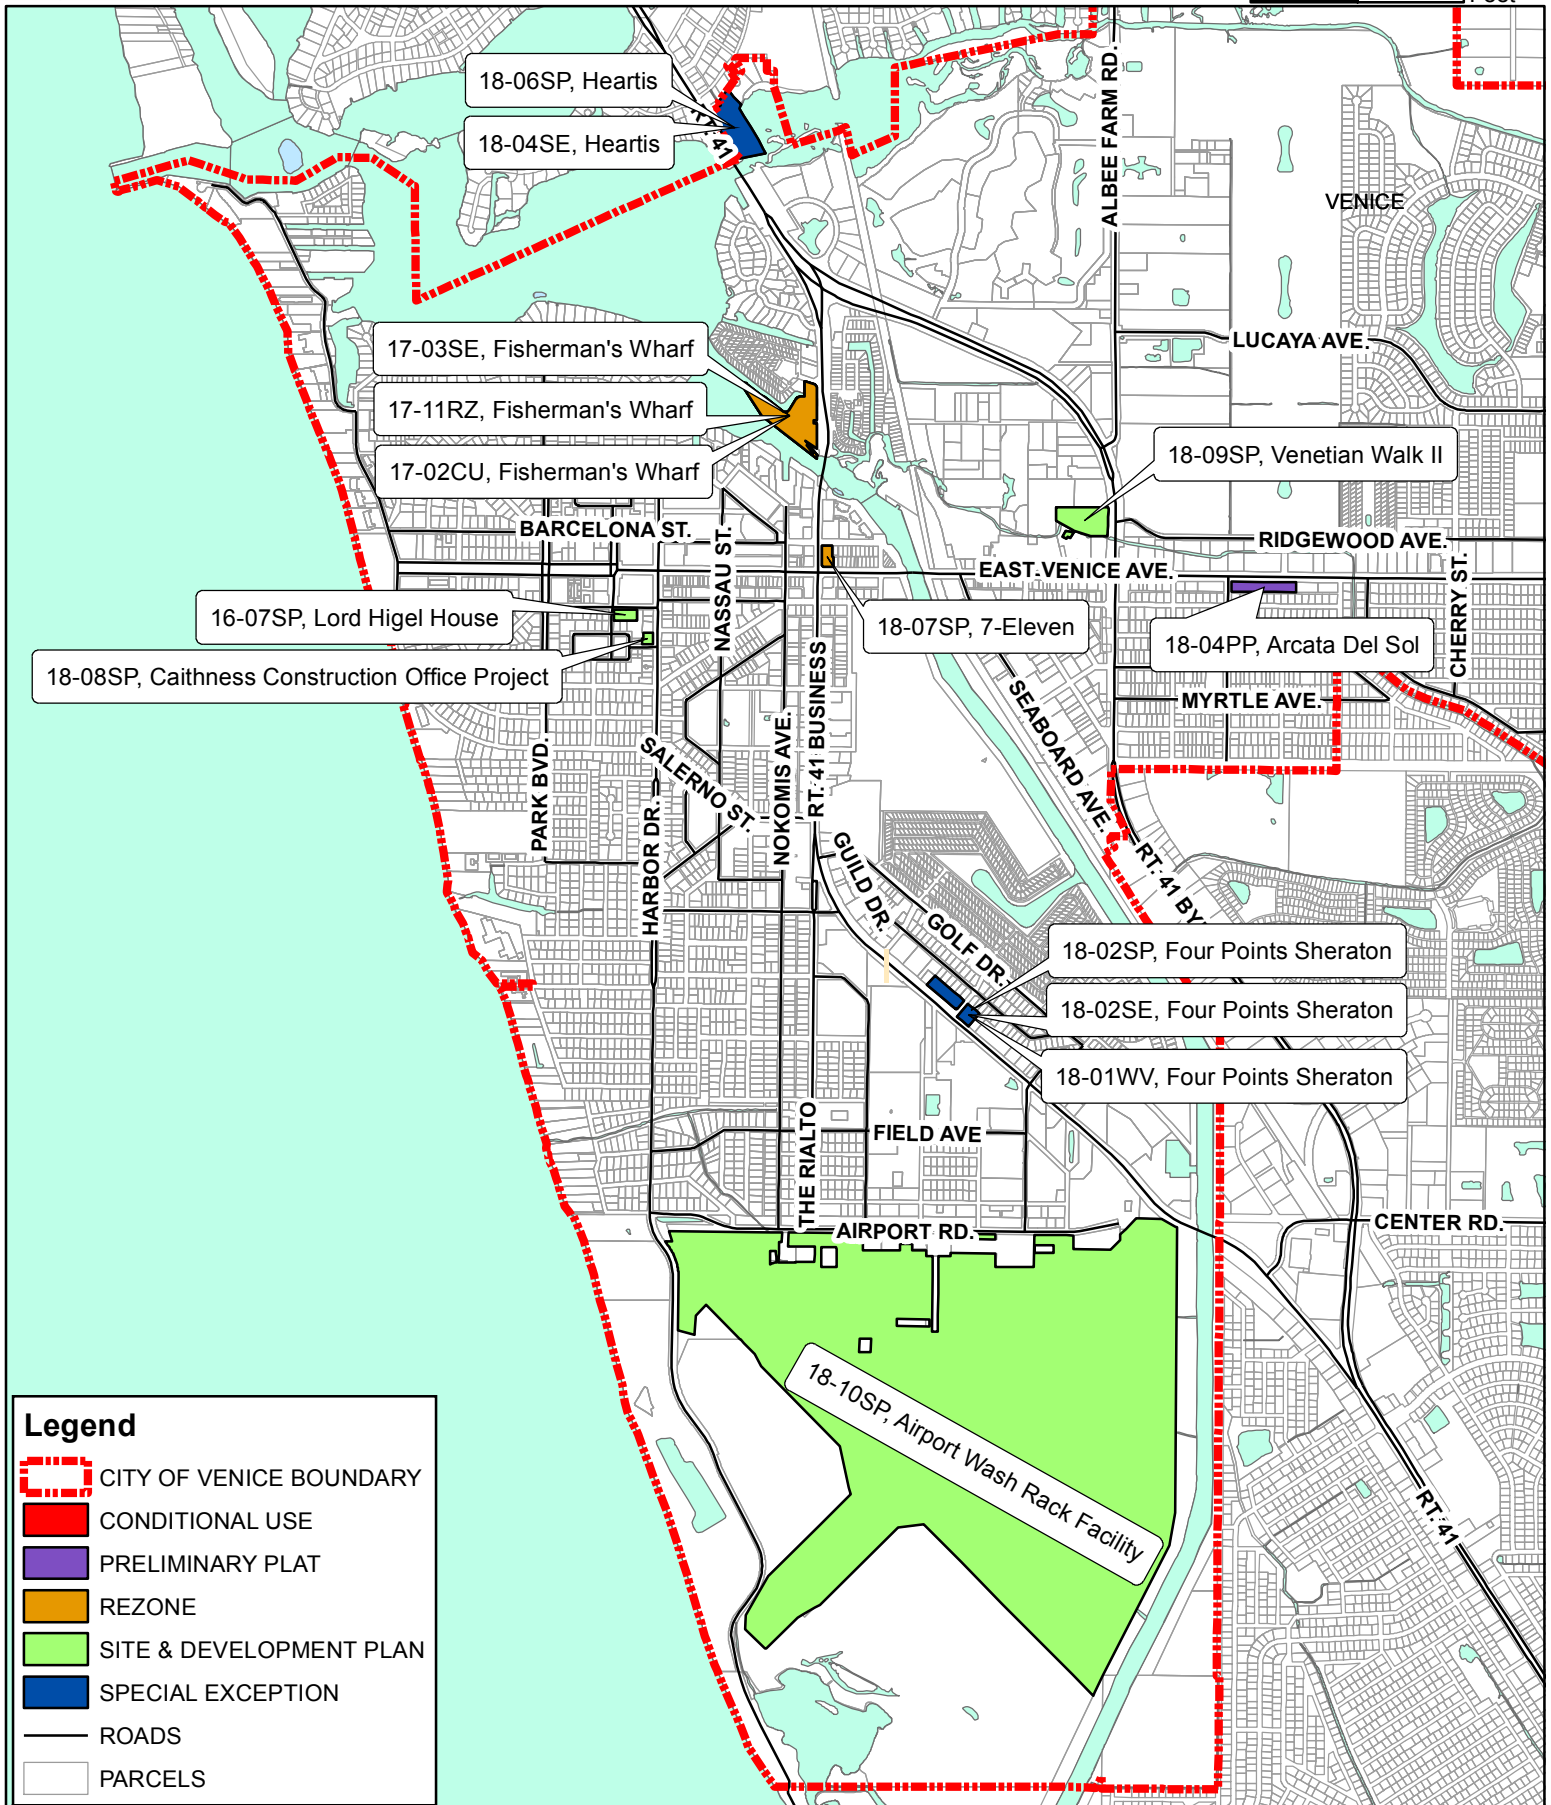 18-06SP, Heartis
18-04SE, Heartis
41
ALBEE FARM RD.
VENICE
LUCAYA AVE.
17-03SE, Fisherman's Wharf
17-11RZ, Fisherman's Wharf
17-02CU, Fisherman's Wharf
18-09SP, Venetian Walk II
BARCELONA ST.
NASSAU ST.
RIDGEWOOD AVE.
EAST VENICE AVE.
CHERRY ST.
16-07SP, Lord Higel House
18-07SP, 7-Eleven
18-04PP, Arcata Del Sol
18-08SP, Caithness Construction Office Project
SEABOARD AVE.
MYRTLE AVE.
PARK BVD.
HARBOR DR.
SALERNO ST.
NOKOMIS AVE.
RT. 41 BUSINESS
GUILD DR.
GOLF DR.
RT. 41 BY
18-02SP, Four Points Sheraton
18-02SE, Four Points Sheraton
18-01WV, Four Points Sheraton
FIELD AVE
THE RIALTO
AIRPORT RD.
CENTER RD.
18-10SP, Airport Wash Rack Facility
RT. 41
Legend
CITY OF VENICE BOUNDARY
CONDITIONAL USE
PRELIMINARY PLAT
REZONE
SITE & DEVELOPMENT PLAN
SPECIAL EXCEPTION
ROADS
PARCELS